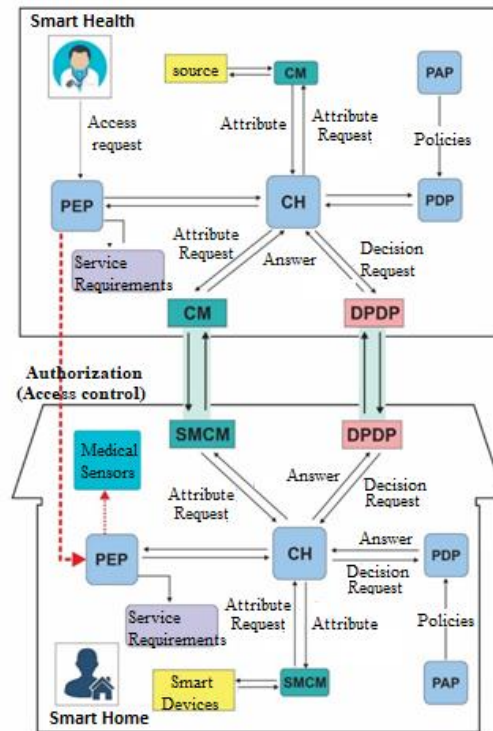 Smart Health
source
CM
PAP
Access
request
Attribute
Attribute
Request
Policies
PEP
CH
PDP
Service
Requirements
Attribute
Request
Answer
Decision
Request
CM
DPDP
Authorization
(Access control)
SMCM
DPDP
Medical
Sensors
Attribute
Request
Answer
Decision
Request
PEP
CH
Answer
Decision
Request
PDP
Service
Requirements
Attribute
Request
Attribute
Policies
Smart
Devices
SMCM
PAP
Smart Home